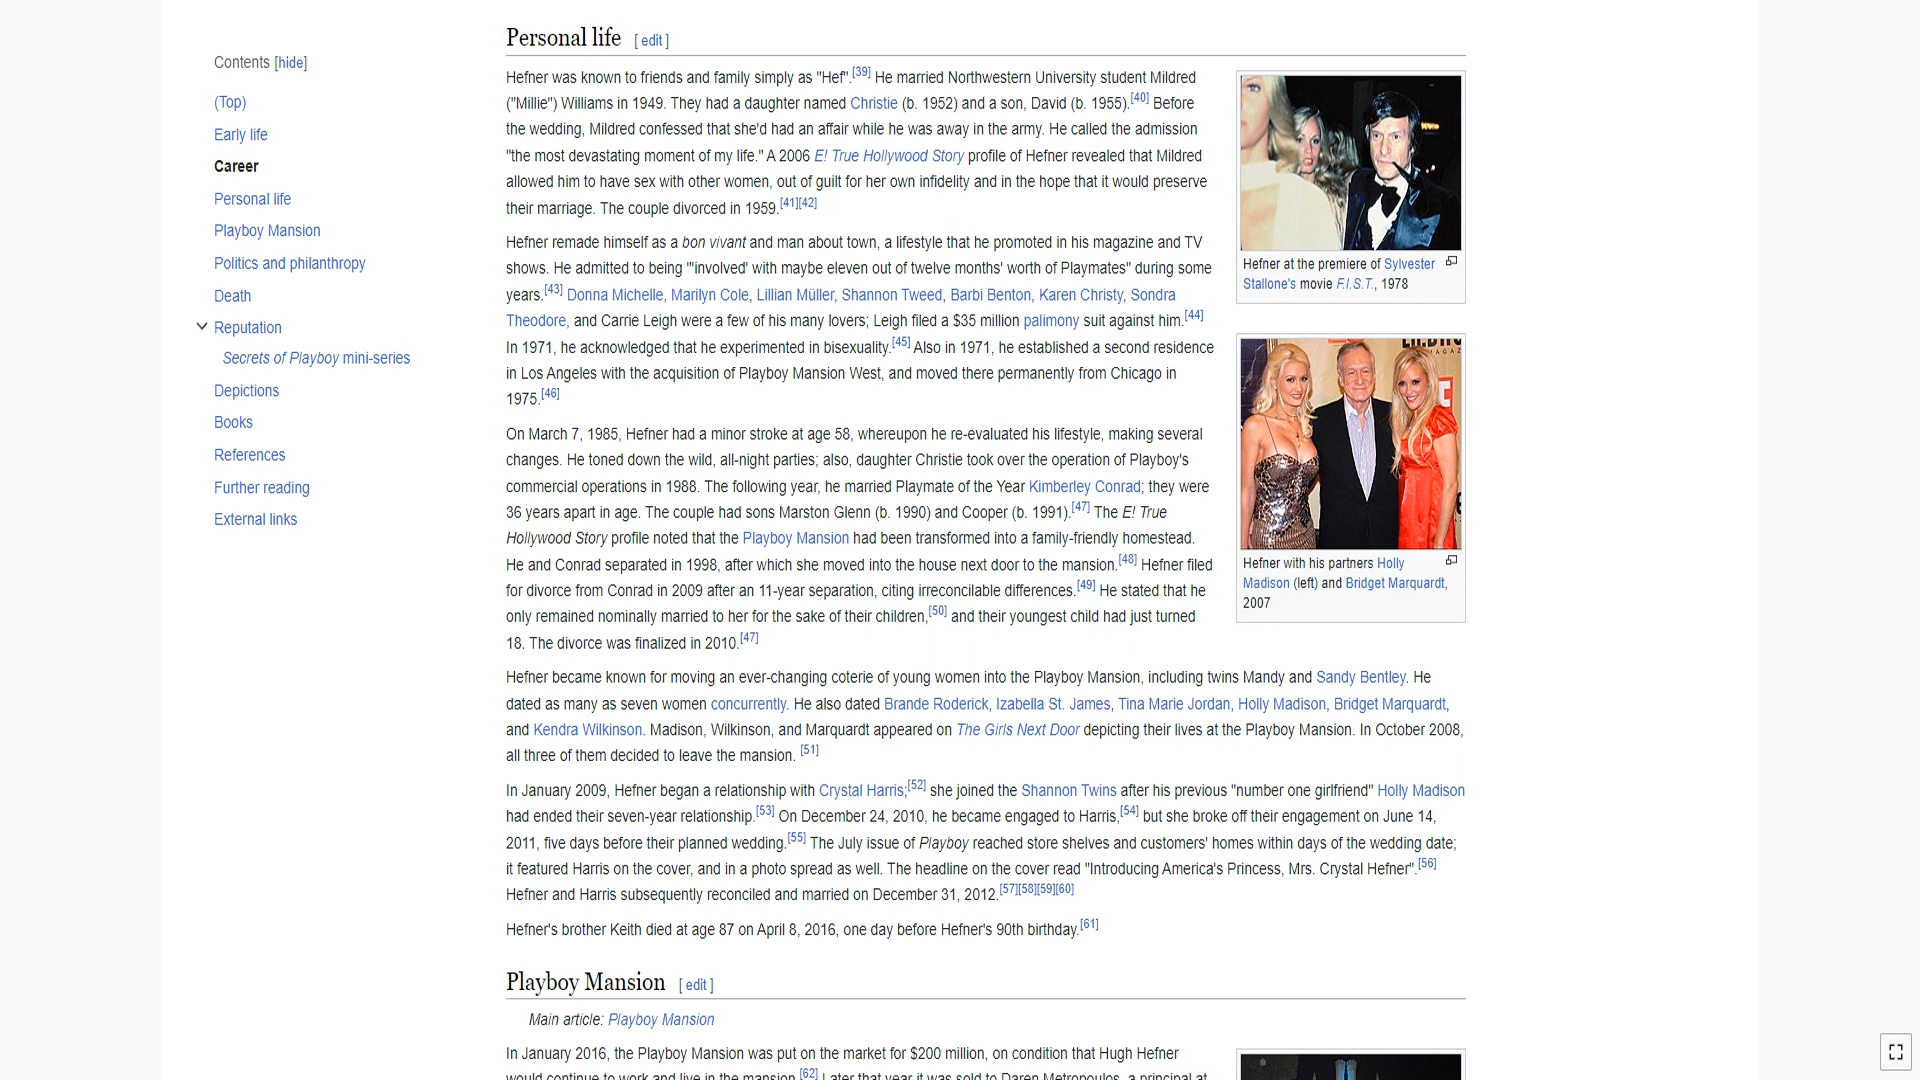 Contents [hide]
(Top)
Early life
Career
Personal life
Playboy Mansion
Politics and philanthropy
Death
Reputation
Secrets of Playboy mini-series
Depictions
Books
References
Further reading
External links
Personal life [ edit ]
Hefner was known to friends and family simply as "Hef".[39] He married Northwestern University student Mildred
("Millie") Williams in 1949. They had a daughter named Christie (b. 1952) and a son, David (b. 1955).[40] Before
the wedding, Mildred confessed that she'd had an affair while he was away in the army. He called the admission
"the most devastating moment of my life." A 2006 E! True Hollywood Story profile of Hefner revealed that Mildred
allowed him to have sex with other women, out of guilt for her own infidelity and in the hope that it would preserve
their marriage. The couple divorced in 1959.[41][42]
Hefner remade himself as a bon vivant and man about town, a lifestyle that he promoted in his magazine and TV
shows. He admitted to being "'involved' with maybe eleven out of twelve months' worth of Playmates" during some
years.[43] Donna Michelle, Marilyn Cole, Lillian Müller, Shannon Tweed, Barbi Benton, Karen Christy, Sondra
Theodore, and Carrie Leigh were a few of his many lovers; Leigh filed a $35 million palimony suit against him.[44]
In 1971, he acknowledged that he experimented in bisexuality.[45] Also in 1971, he established a second residence
in Los Angeles with the acquisition of Playboy Mansion West, and moved there permanently from Chicago in
1975.[46]
On March 7, 1985, Hefner had a minor stroke at age 58, whereupon he re-evaluated his lifestyle, making several
changes. He toned down the wild, all-night parties; also, daughter Christie took over the operation of Playboy's
commercial operations in 1988. The following year, he married Playmate of the Year Kimberley Conrad; they were
36 years apart in age. The couple had sons Marston Glenn (b. 1990) and Cooper (b. 1991).[47] The E! True
Hollywood Story profile noted that the Playboy Mansion had been transformed into a family-friendly homestead.
He and Conrad separated in 1998, after which she moved into the house next door to the mansion.[48] Hefner filed
for divorce from Conrad in 2009 after an 11-year separation, citing irreconcilable differences.[49] He stated that he
only remained nominally married to her for the sake of their children,[50] and their youngest child had just turned
18. The divorce was finalized in 2010.[47]
Hefner at the premiere of Sylvester
Stallone's movie F.I.S.T., 1978
Hefner with his partners Holly
Madison (left) and Bridget Marquardt,
2007
Hefner became known for moving an ever-changing coterie of young women into the Playboy Mansion, including twins Mandy and Sandy Bentley. He
dated as many as seven women concurrently. He also dated Brande Roderick, Izabella St. James, Tina Marie Jordan, Holly Madison, Bridget Marquardt,
and Kendra Wilkinson. Madison, Wilkinson, and Marquardt appeared on The Girls Next Door depicting their lives at the Playboy Mansion. In October 2008,
all three of them decided to leave the mansion. [51]
In January 2009, Hefner began a relationship with Crystal Harris;[52] she joined the Shannon Twins after his previous "number one girlfriend" Holly Madison
had ended their seven-year relationship.[53] On December 24, 2010, he became engaged to Harris,[54] but she broke off their engagement on June 14,
2011, five days before their planned wedding.[55] The July issue of Playboy reached store shelves and customers' homes within days of the wedding date;
it featured Harris on the cover, and in a photo spread as well. The headline on the cover read "Introducing America's Princess, Mrs. Crystal Hefner".[56]
Hefner and Harris subsequently reconciled and married on December 31, 2012.[57][58][59][60]
Hefner's brother Keith died at age 87 on April 8, 2016, one day before Hefner's 90th birthday.[61]
Playboy Mansion [ edit ]
Main article: Playboy Mansion
In January 2016, the Playboy Mansion was put on the market for $200 million, on condition that Hugh Hefner
would continue to work and live in the mansion.[62] Later that year it was sold to Daren Metropoulos, a principal at